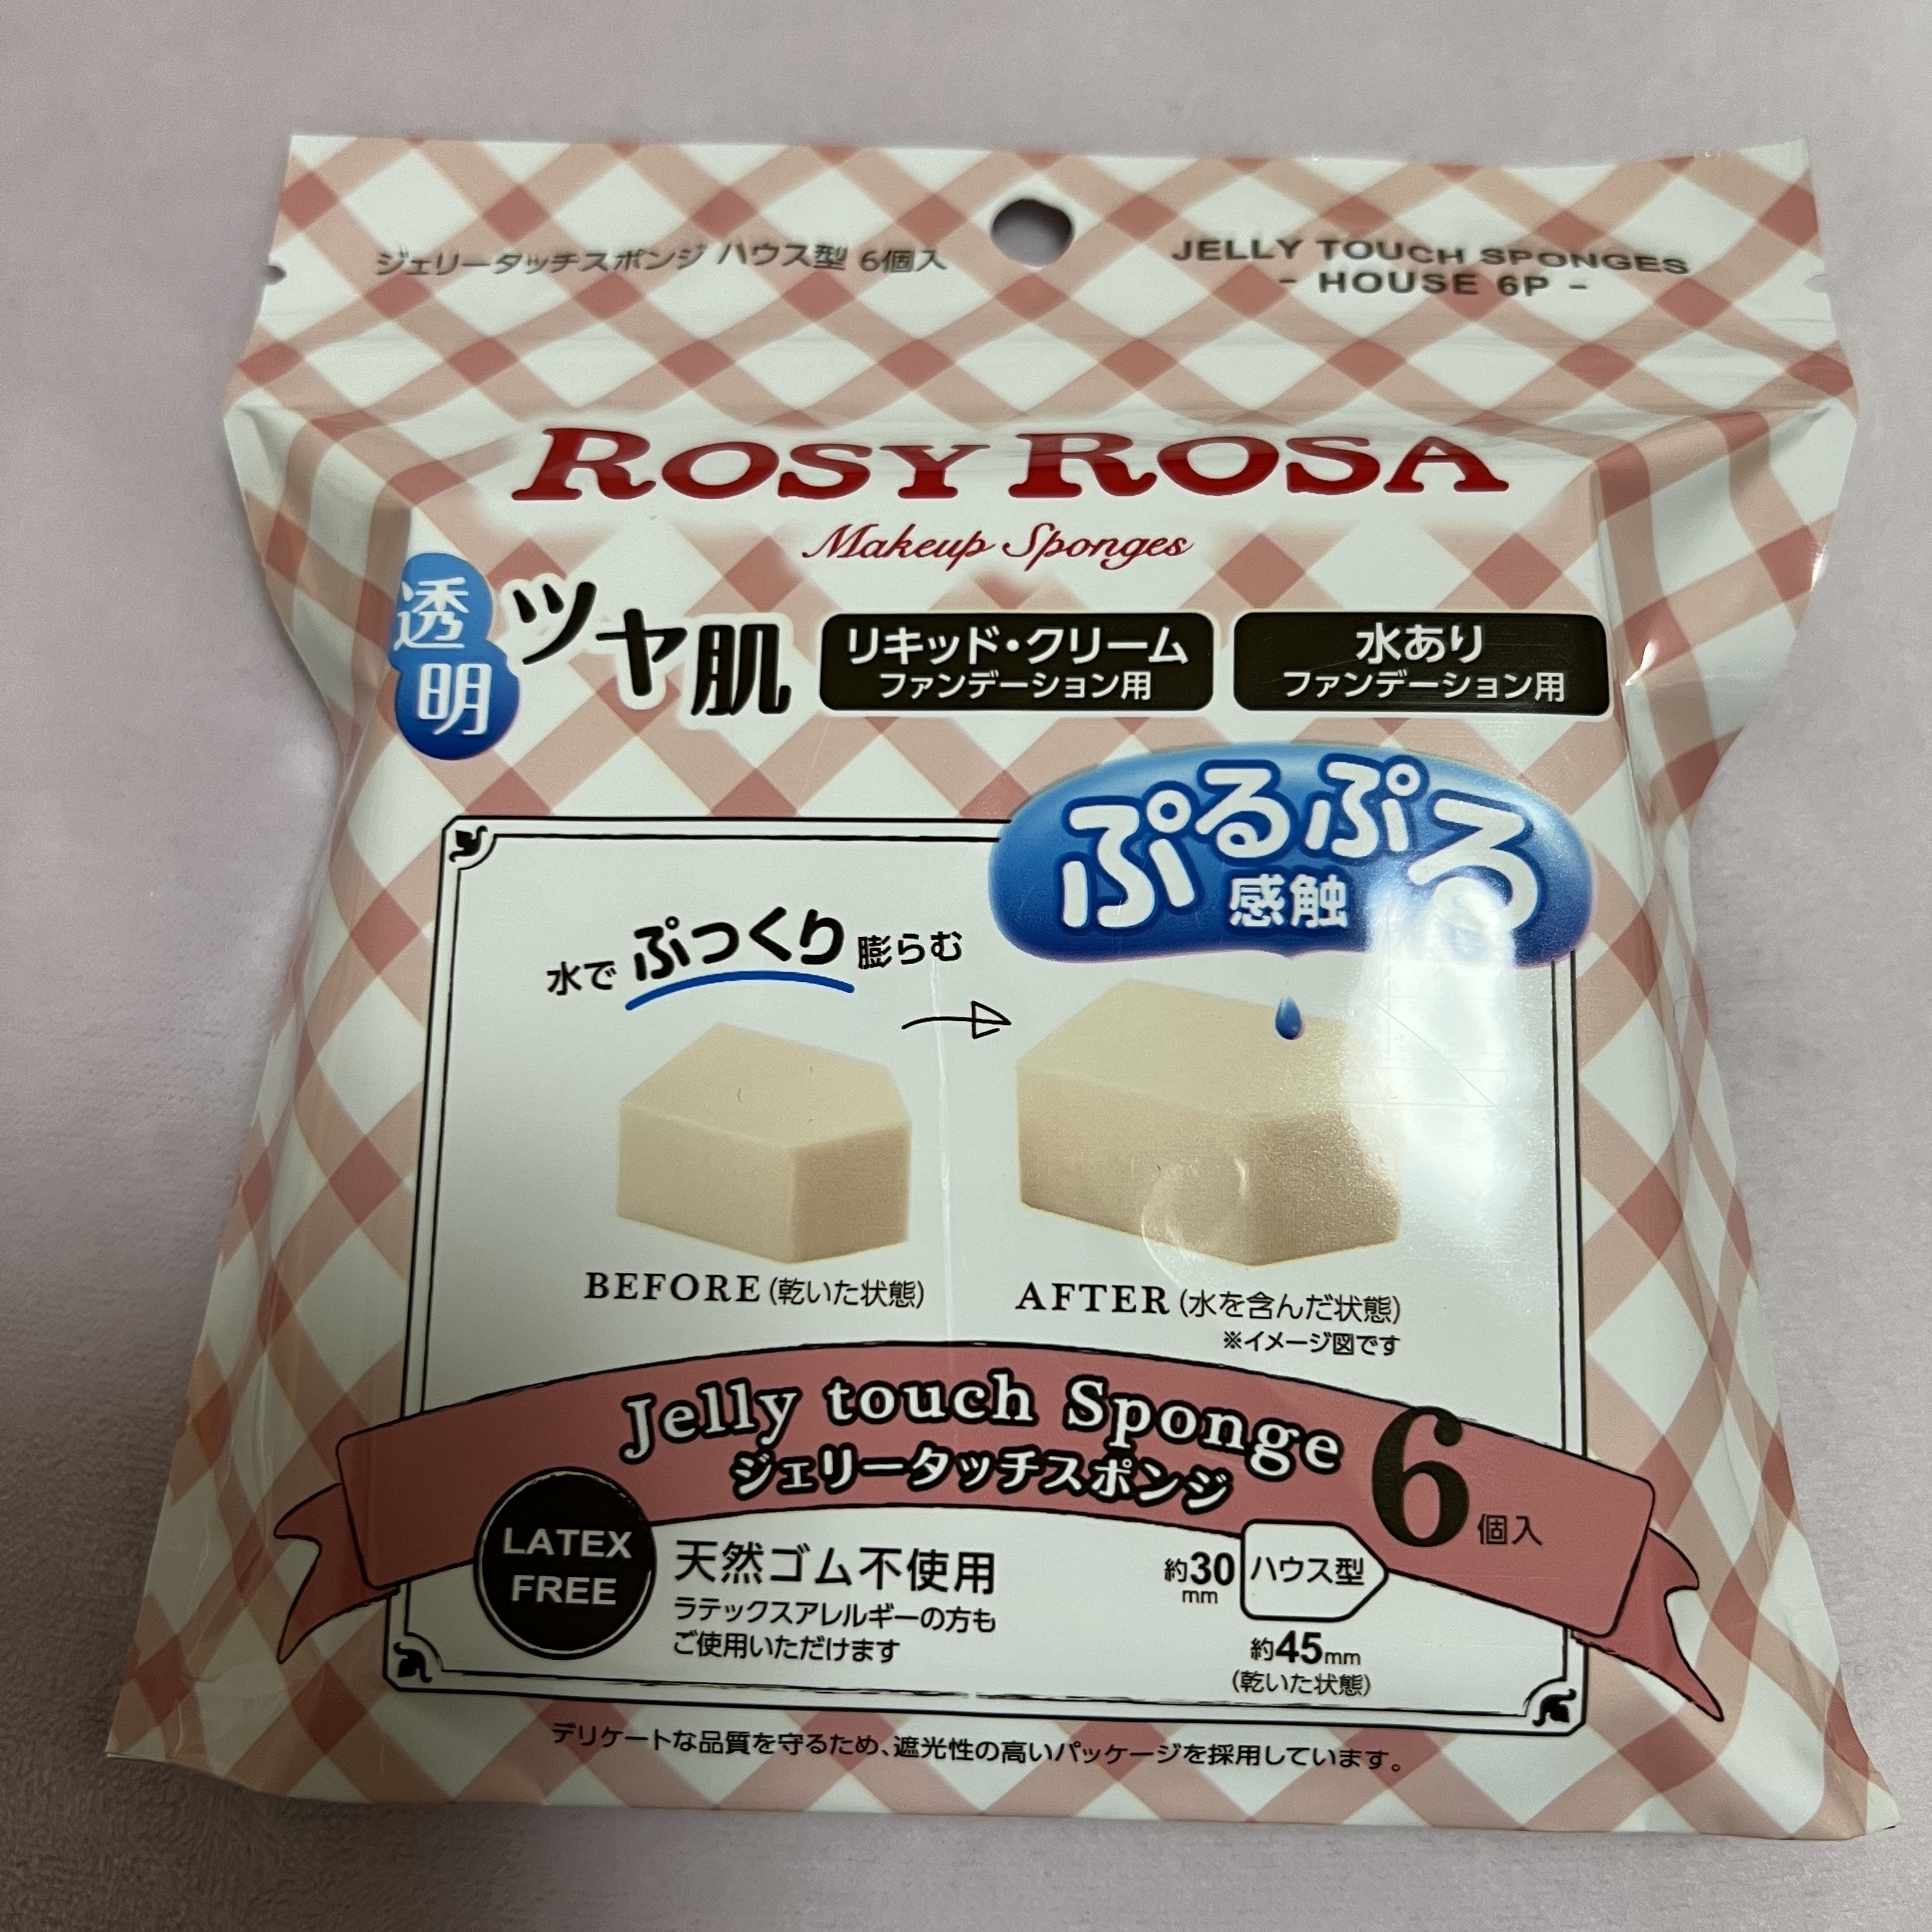 ジェリータッチスポンジ ハウス型 6個入
JELLY TOUCH SPONGES
- HOUSE 6P -
ROSY ROSA
Makeup Sponges
透明
ツヤ肌
リキッド・クリーム
ファンデーション用
水あり
ファンデーション用
ぷるぷる
感触
水でぷっくり膨らむ
BEFORE(乾いた状態)
AFTER(水を含んだ状態)
※イメージ図です
Jelly touch Sponge
ジェリータッチスポンジ
6個入
LATEX
FREE
天然ゴム不使用
ラテックスアレルギーの方も
ご使用いただけます
約30
mm
ハウス型
約45mm
(乾いた状態)
デリケートな品質を守るため、遮光性の高いパッケージを採用しています。